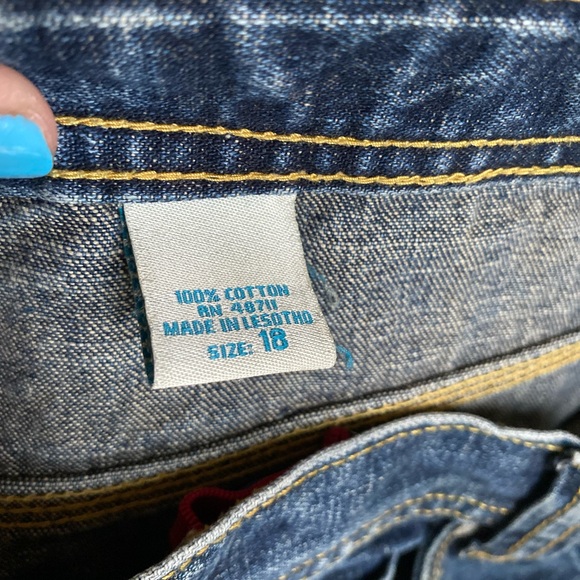 100% COTTON
RN 48711
MADE IN LESOTHO
SIZE: 18